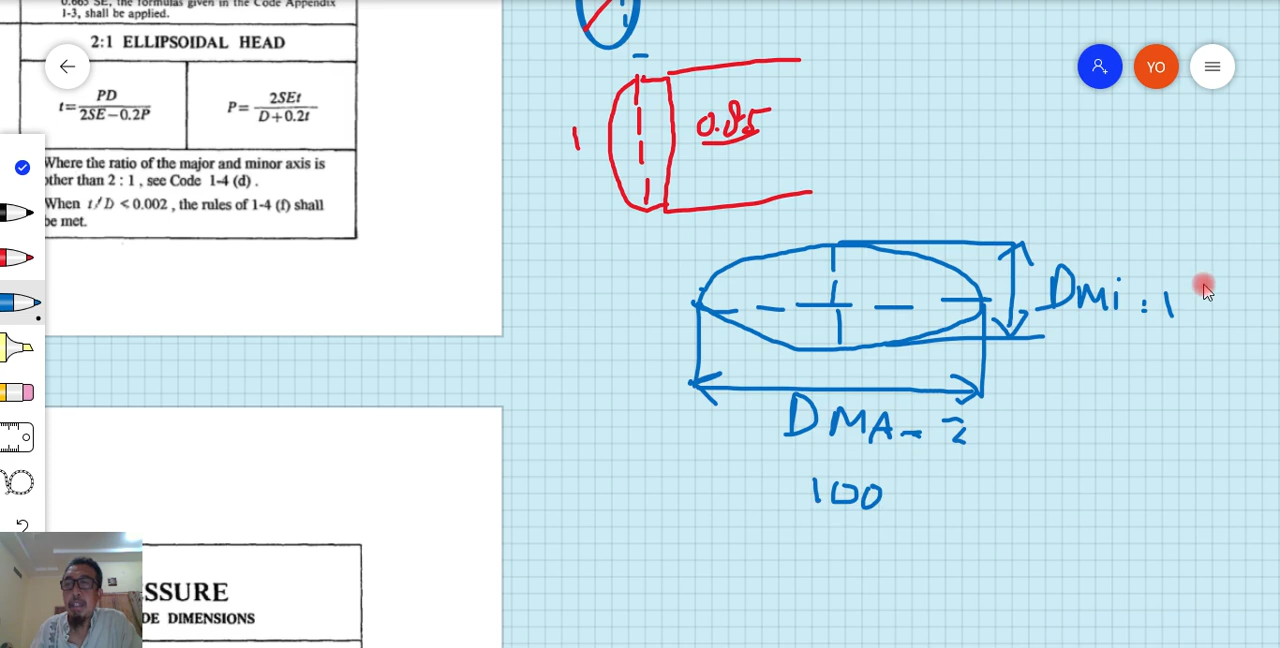 0.665 SE, the formulas given in the Code Appendix
1-3, shall be applied.
2:1 ELLIPSOIDAL HEAD
t= PD / 2SE−0.2P
P= 2SEt / D+0.2t
Where the ratio of the major and minor axis is
other than 2 : 1, see Code 1-4 (d).
When t/D < 0.002, the rules of 1-4 (f) shall
be met.
1
0.85
DMi : 1
DMA - 2
100
YO
SSURE
DE DIMENSIONS